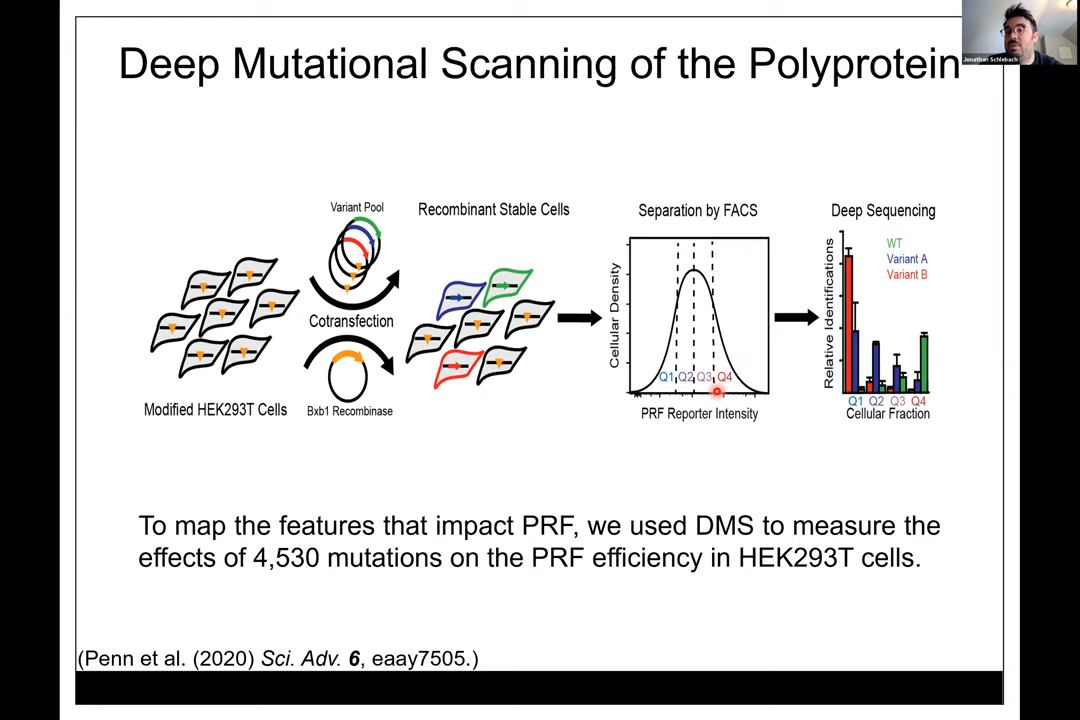 Deep Mutational Scanning of the Polyprotein
Jonathan Schlebach
Variant Pool
Recombinant Stable Cells
Separation by FACS
Deep Sequencing
Cotransfection
Modified HEK293T Cells
Bxb1 Recombinase
Cellular Density
Q1 Q2 Q3 Q4
PRF Reporter Intensity
Relative Identifications
WT
Variant A
Variant B
Q1 Q2 Q3 Q4
Cellular Fraction
To map the features that impact PRF, we used DMS to measure the
effects of 4,530 mutations on the PRF efficiency in HEK293T cells.
(Penn et al. (2020) Sci. Adv. 6, eaay7505.)